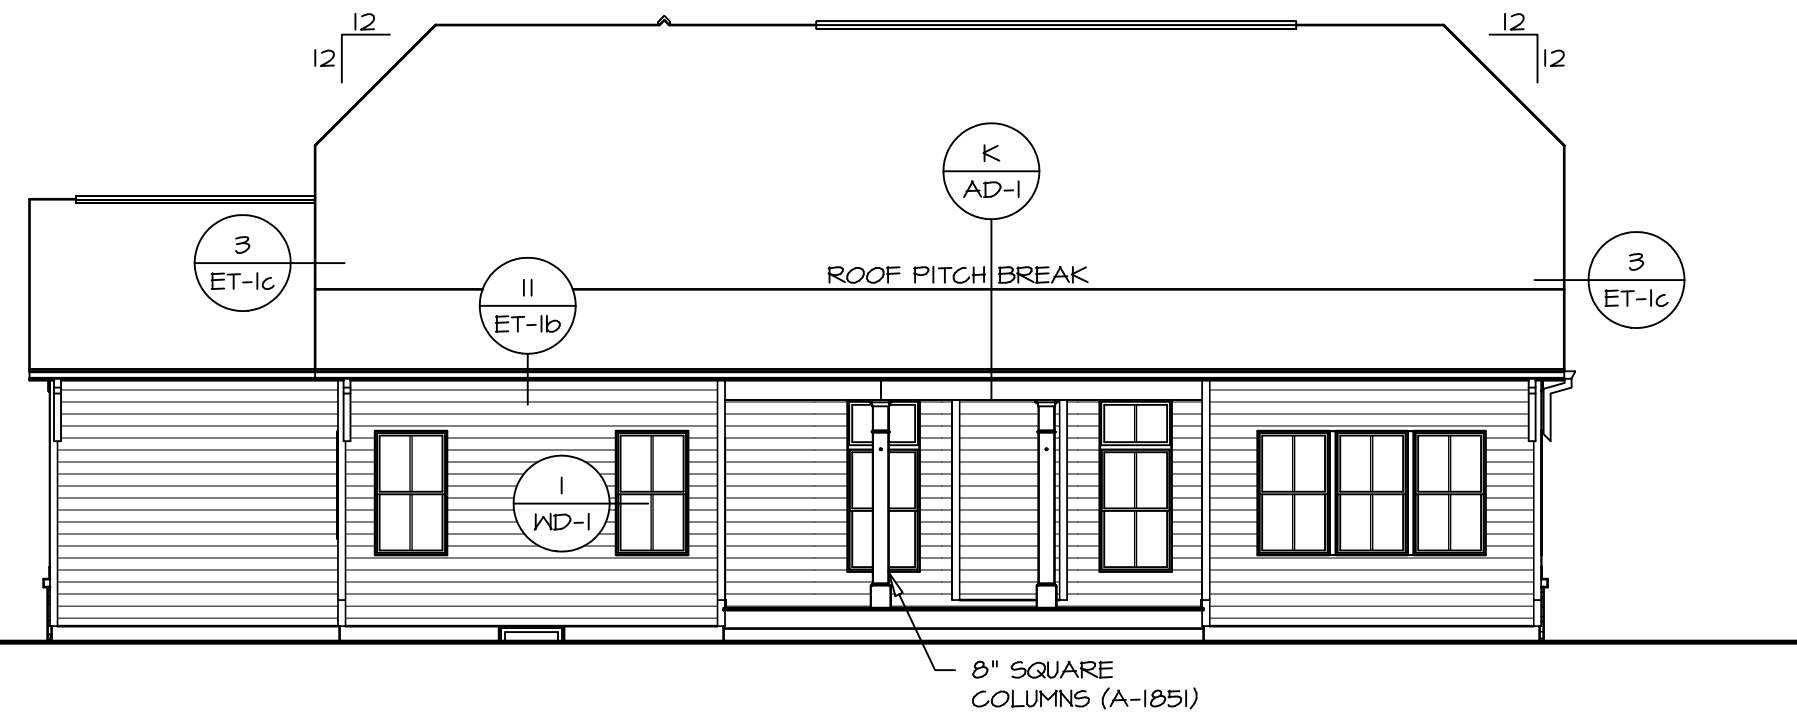 12
12
12
12
K
AD-1
3
ET-1c
ROOF PITCH BREAK
3
ET-1c
11
ET-1b
1
WD-1
8" SQUARE
COLUMNS (A-1851)